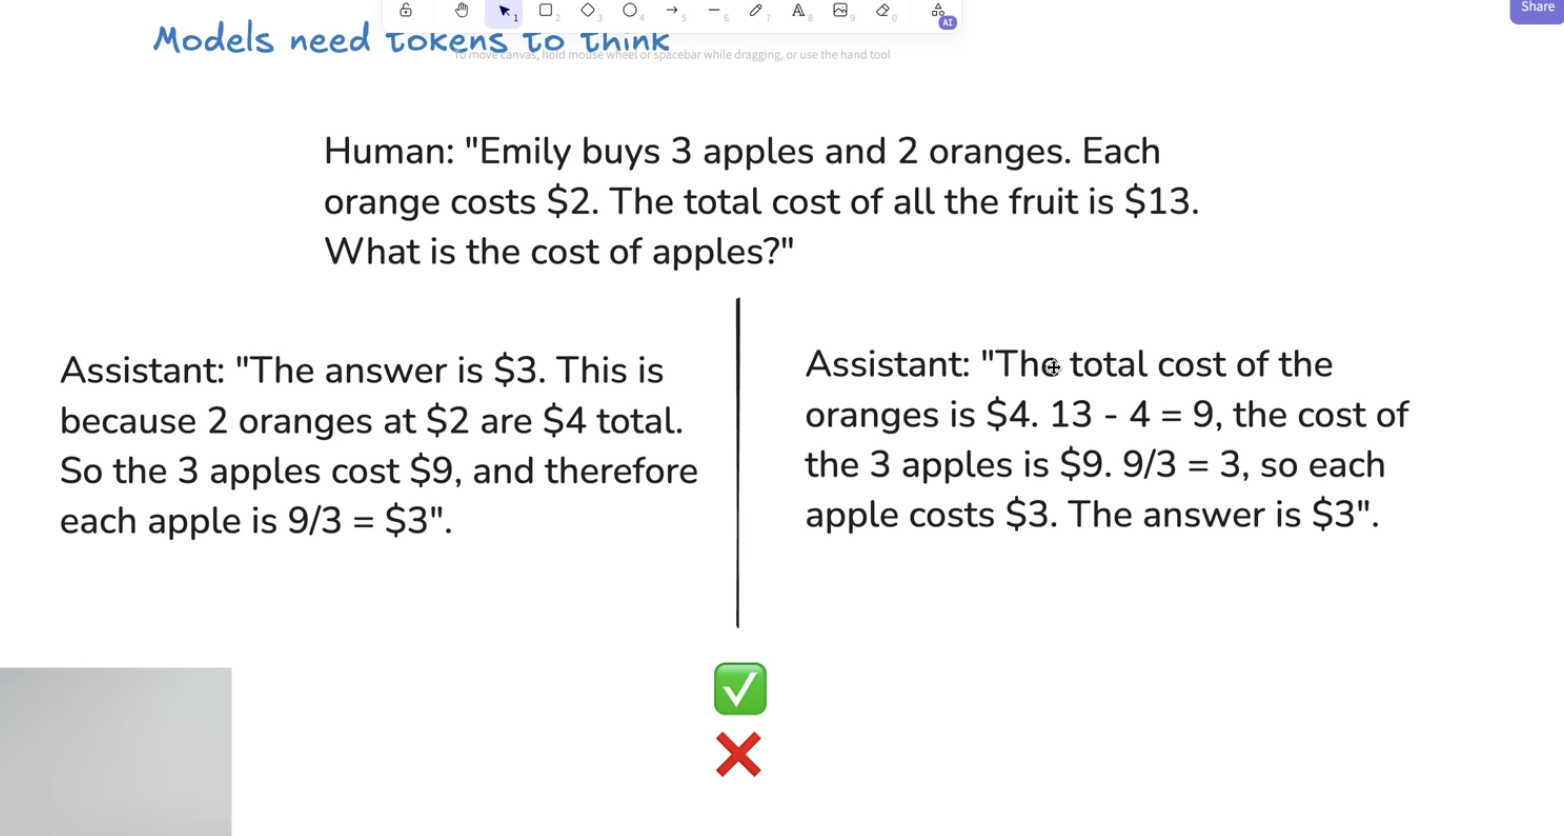 Share
1
2
3
4
5
6
7
8
9
0
AI
Models need tokens to think
To move canvas, hold mouse wheel or spacebar while dragging, or use the hand tool
Human: "Emily buys 3 apples and 2 oranges. Each
orange costs $2. The total cost of all the fruit is $13.
What is the cost of apples?"
Assistant: "The answer is $3. This is
because 2 oranges at $2 are $4 total.
So the 3 apples cost $9, and therefore
each apple is 9/3 = $3".
Assistant: "The total cost of the
oranges is $4. 13 - 4 = 9, the cost of
the 3 apples is $9. 9/3 = 3, so each
apple costs $3. The answer is $3".